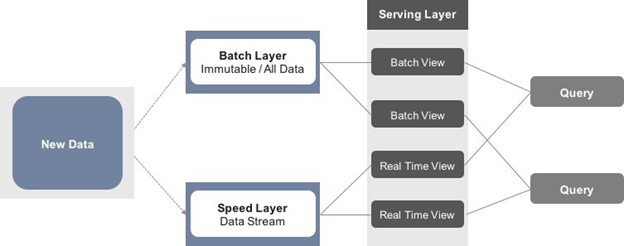 New Data
Batch Layer
Immutable / All Data
Speed Layer
Data Stream
Serving Layer
Batch View
Batch View
Real Time View
Real Time View
Query
Query